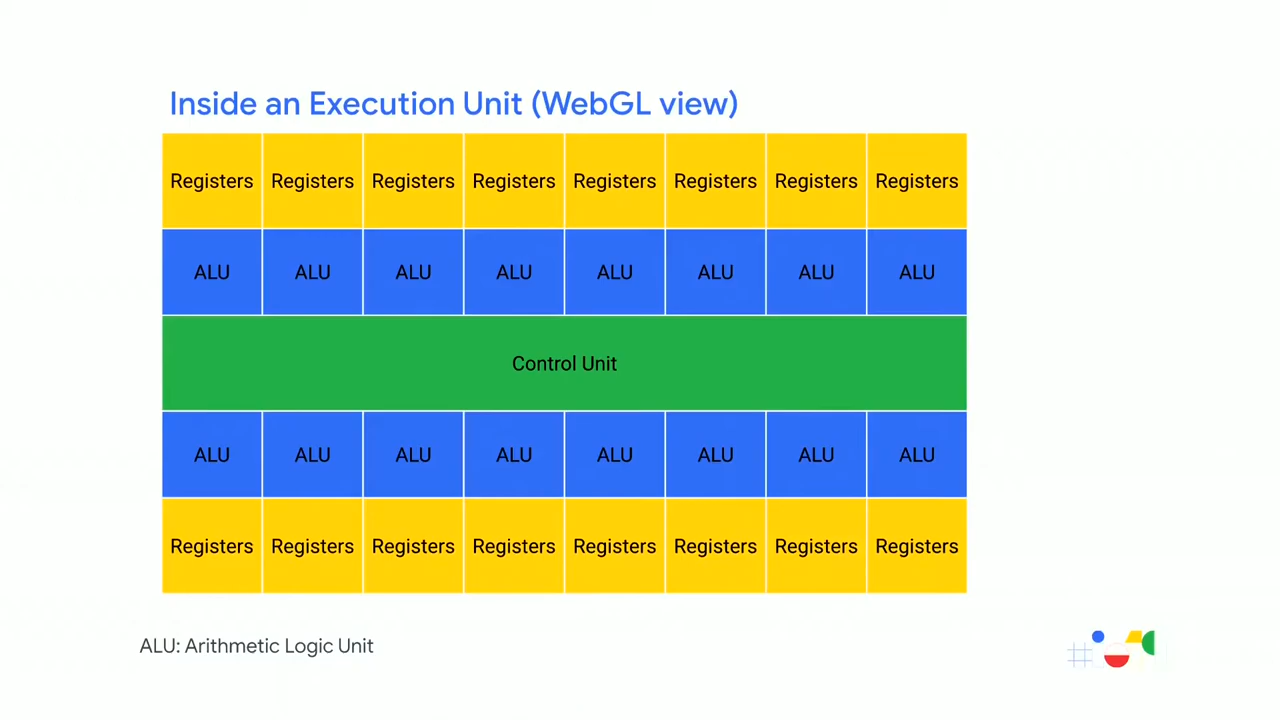 Inside an Execution Unit (WebGL view)
Registers Registers Registers Registers Registers Registers Registers Registers
ALU ALU ALU ALU ALU ALU ALU ALU
Control Unit
ALU ALU ALU ALU ALU ALU ALU ALU
Registers Registers Registers Registers Registers Registers Registers Registers
ALU: Arithmetic Logic Unit